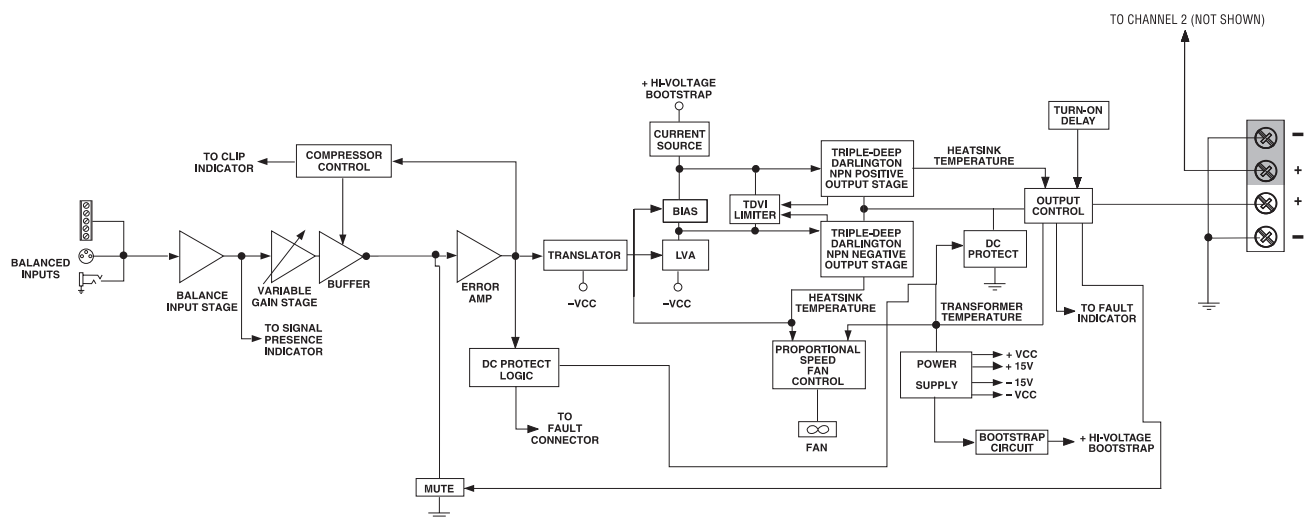 TO CHANNEL 2 (NOT SHOWN)
+ HI-VOLTAGE
BOOTSTRAP
TURN-ON
DELAY
CURRENT
SOURCE
TO CLIP
INDICATOR
COMPRESSOR
CONTROL
TRIPLE-DEEP
DARLINGTON
NPN POSITIVE
OUTPUT STAGE
HEATSINK
TEMPERATURE
−
+
+
−
BIAS
TDVI
LIMITER
OUTPUT
CONTROL
BALANCED
INPUTS
BALANCE
INPUT STAGE
VARIABLE
GAIN STAGE
BUFFER
ERROR
AMP
TRANSLATOR
–VCC
LVA
–VCC
TRIPLE-DEEP
DARLINGTON
NPN NEGATIVE
OUTPUT STAGE
DC
PROTECT
HEATSINK
TEMPERATURE
TRANSFORMER
TEMPERATURE
TO FAULT
INDICATOR
TO SIGNAL
PRESENCE
INDICATOR
DC PROTECT
LOGIC
PROPORTIONAL
SPEED
FAN
CONTROL
POWER
SUPPLY
+ VCC
+ 15V
– 15V
– VCC
TO
FAULT
CONNECTOR
FAN
BOOTSTRAP
CIRCUIT
+ HI-VOLTAGE
BOOTSTRAP
MUTE